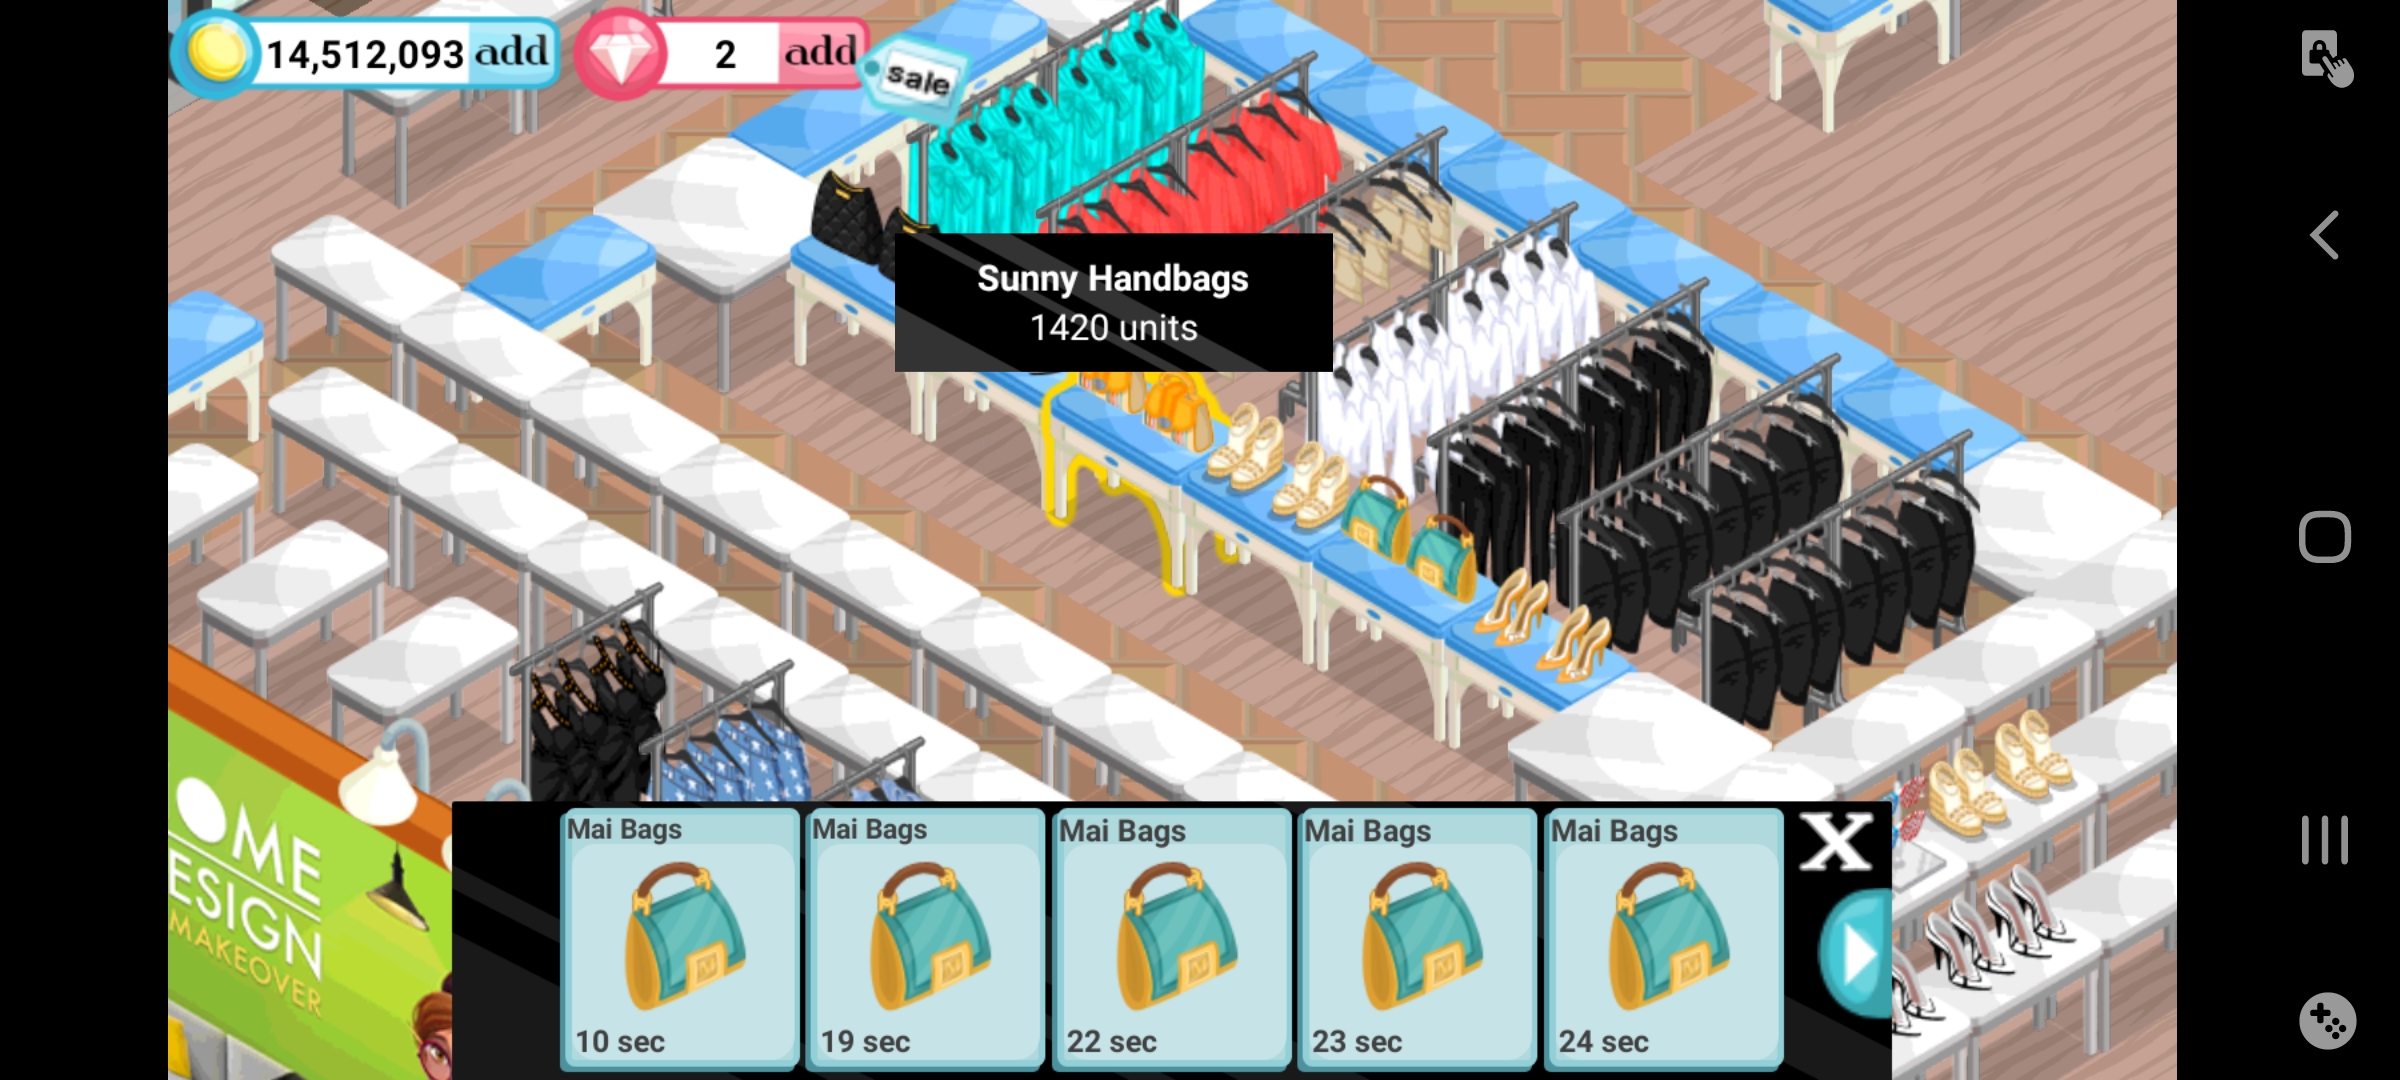 14,512,093 add
2 add
sale
Sunny Handbags
1420 units
OME
ESIGN
MAKEOVER
Mai Bags
10 sec
Mai Bags
19 sec
Mai Bags
22 sec
Mai Bags
23 sec
Mai Bags
24 sec
X